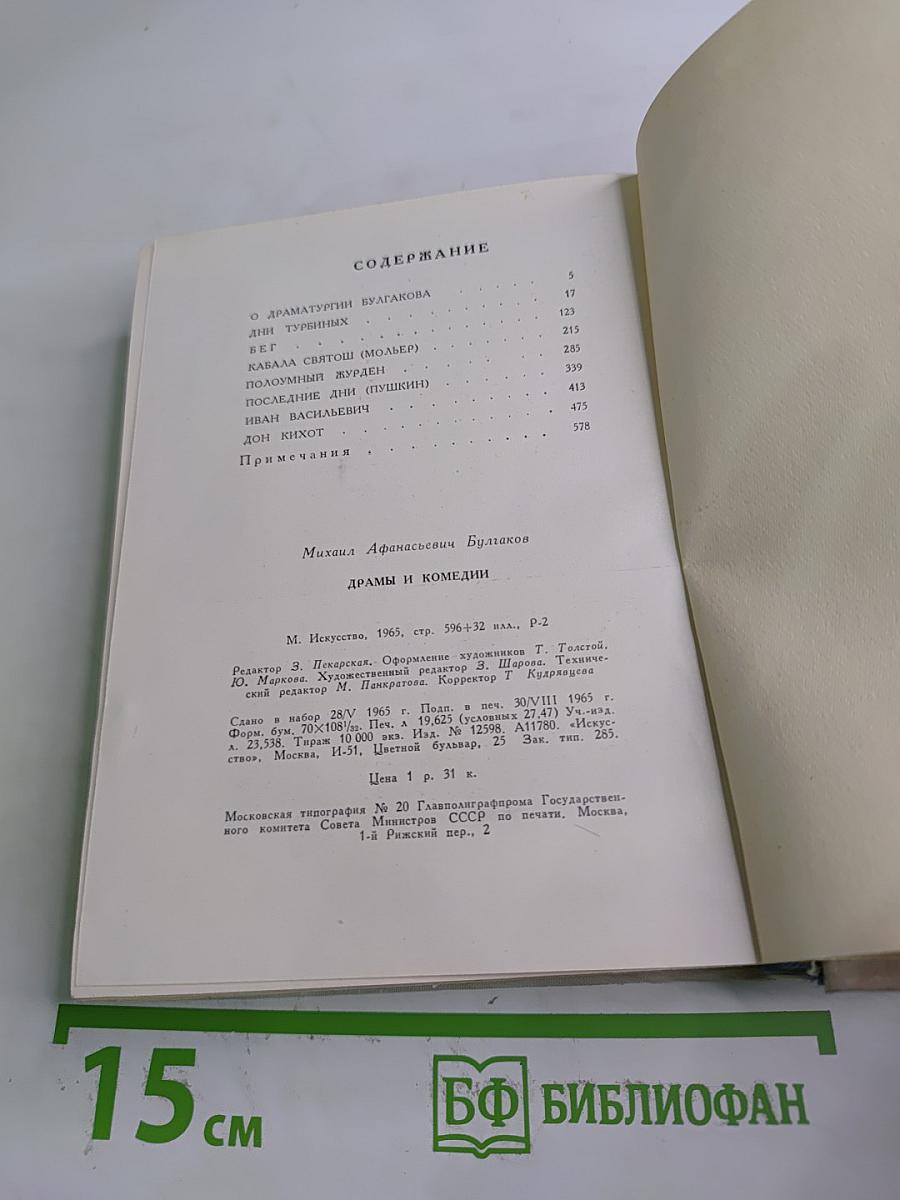 СОДЕРЖАНИЕ
О ДРАМАТУРГИИ БУЛГАКОВА . . . . . 5
ДНИ ТУРБИНЫХ . . . . . . . . . 17
БЕГ . . . . . . . . . . . 123
КАБАЛА СВЯТОШ (МОЛЬЕР) . . . . . . 215
ПОЛОУМНЫЙ ЖУРДЕН . . . . . . . 285
ПОСЛЕДНИЕ ДНИ (ПУШКИН) . . . . . . 339
ИВАН ВАСИЛЬЕВИЧ . . . . . . . . 413
ДОН КИХОТ . . . . . . . . . . 475
Примечания . . . . . . . . . 578
Михаил Афанасьевич Булгаков
ДРАМЫ И КОМЕДИИ
М. Искусство, 1965, стр. 596+32 илл., Р-2
Редактор З. Пекарская. Оформление художников Т. Толстой,
Ю. Маркова. Художественный редактор З. Шарова. Техниче-
ский редактор М. Панкратова. Корректор Т Кудрявцева
Сдано в набор 28/V 1965 г. Подп. в печ. 30/VIII 1965 г.
Форм. бум. 70×108¹/₃₂. Печ. л 19,625 (условных 27,47) Уч.-изд.
л. 23,538. Тираж 10 000 экз. Изд. № 12598. А11780. «Искус-
ство», Москва, И-51, Цветной бульвар, 25 Зак. тип. 285.
Цена 1 р. 31 к.
Московская типография № 20 Главполиграфпрома Государствен-
ного комитета Совета Министров СССР по печати. Москва,
1-й Рижский пер., 2
15 см
БФ БИБЛИОФАН